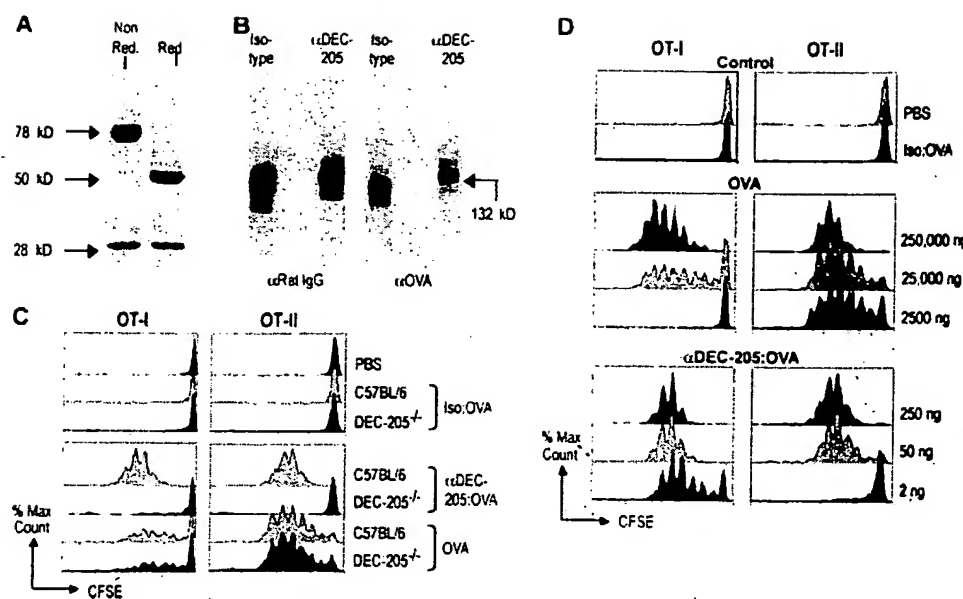 A
Non
Red.
Red
78 kD
50 kD
28 kD
B
Iso-
type
αDEC-
205
Iso-
type
αDEC-
205
132 kD
αRat IgG
αOVA
C
OT-I
OT-II
PBS
C57BL/6
DEC-205-/-
Iso:OVA
C57BL/6
DEC-205-/-
αDEC-
205:OVA
C57BL/6
DEC-205-/-
OVA
% Max
Count
CFSE
D
OT-I
OT-II
Control
PBS
Iso:OVA
OVA
250,000 ng
25,000 ng
2500 ng
αDEC-205:OVA
250 ng
50 ng
2 ng
% Max
Count
CFSE